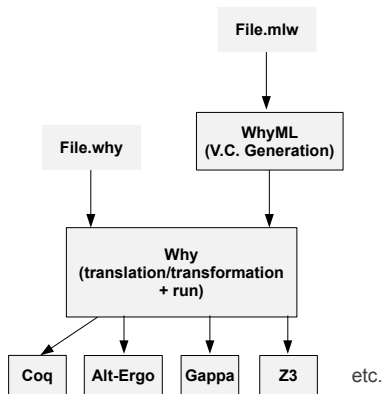 File.mlw
WhyML
(V.C. Generation)
File.why
Why
(translation/transformation
+ run)
Coq Alt-Ergo Gappa Z3 etc.